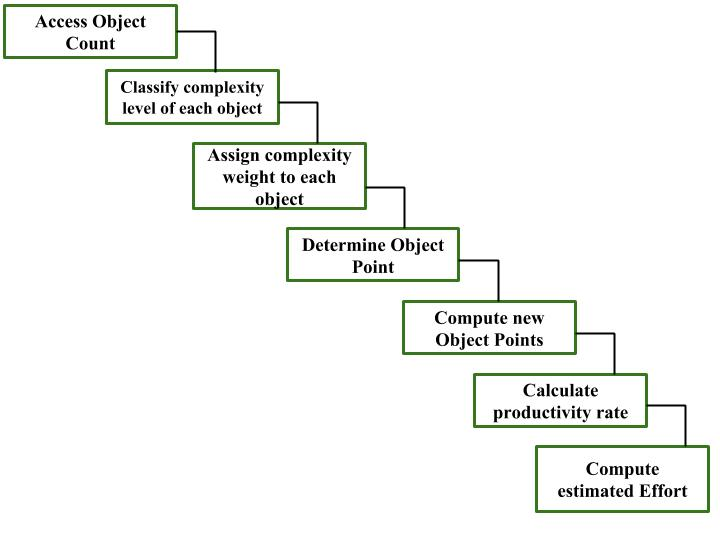 Access Object
Count
Classify complexity
level of each object
Assign complexity
weight to each
object
Determine Object
Point
Compute new
Object Points
Calculate
productivity rate
Compute
estimated Effort